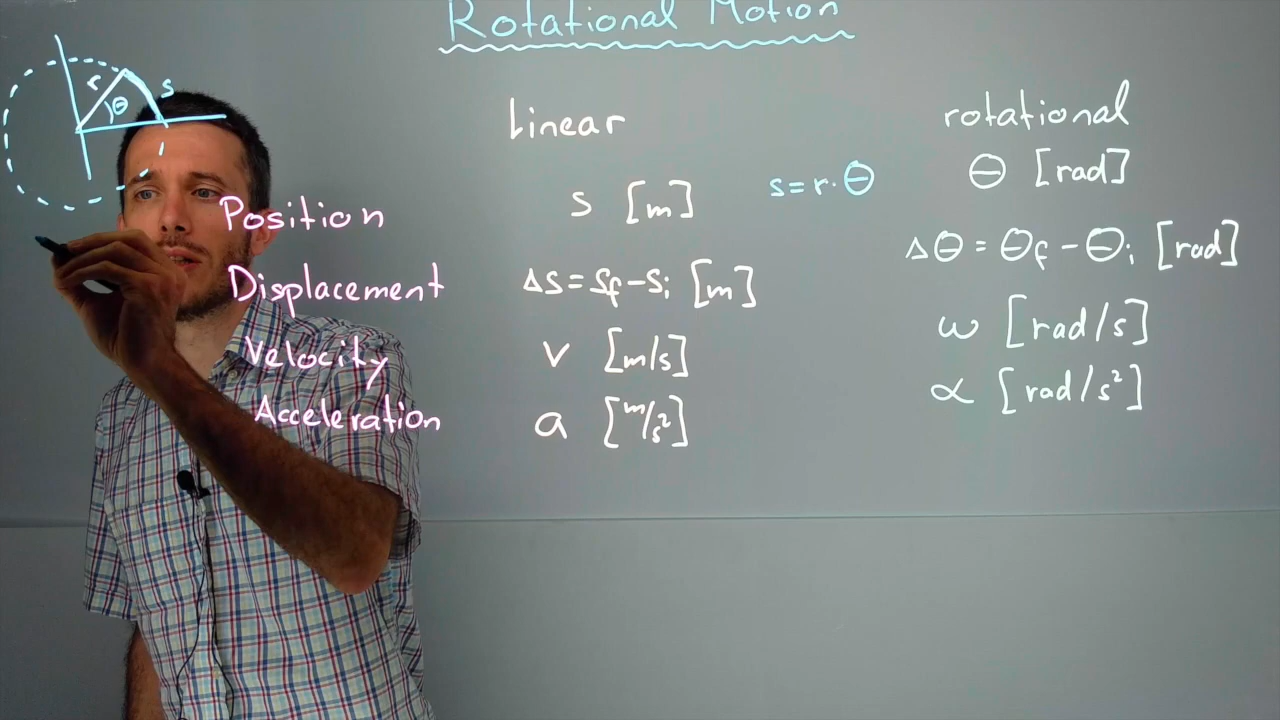 Rotational Motion
r θ s
linear rotational
Position s [m] s=r·θ θ [rad]
Displacement Δs=sf-si [m] Δθ=θf-θi [rad]
Velocity v [m/s] ω [rad/s]
Acceleration a [m/s²] α [rad/s²]